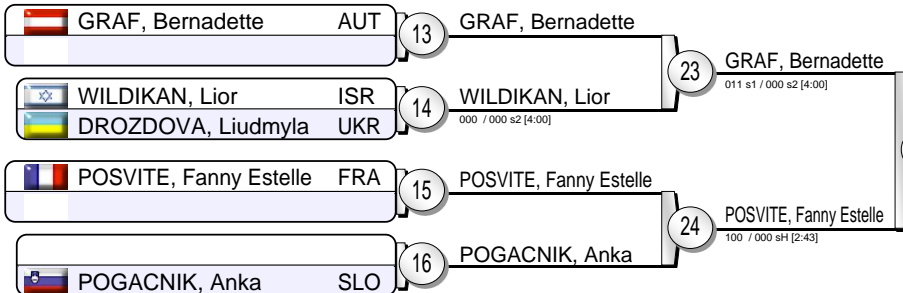 GRAF, Bernadette AUT
13
GRAF, Bernadette
WILDIKAN, Lior ISR
DROZDOVA, Liudmyla UKR
14
WILDIKAN, Lior
000 / 000 s2 [4:00]
23
GRAF, Bernadette
011 s1 / 000 s2 [4:00]
POSVITE, Fanny Estelle FRA
15
POSVITE, Fanny Estelle
POGACNIK, Anka SLO
16
POGACNIK, Anka
24
POSVITE, Fanny Estelle
100 / 000 sH [2:43]